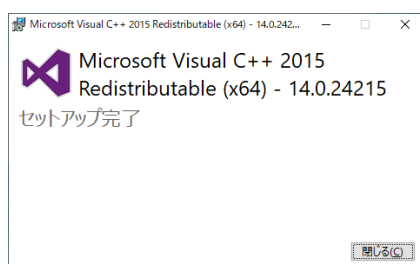 Microsoft Visual C++ 2015 Redistributable (x64) - 14.0.242...
Microsoft Visual C++ 2015
Redistributable (x64) - 14.0.24215
セットアップ完了
閉じる(C)